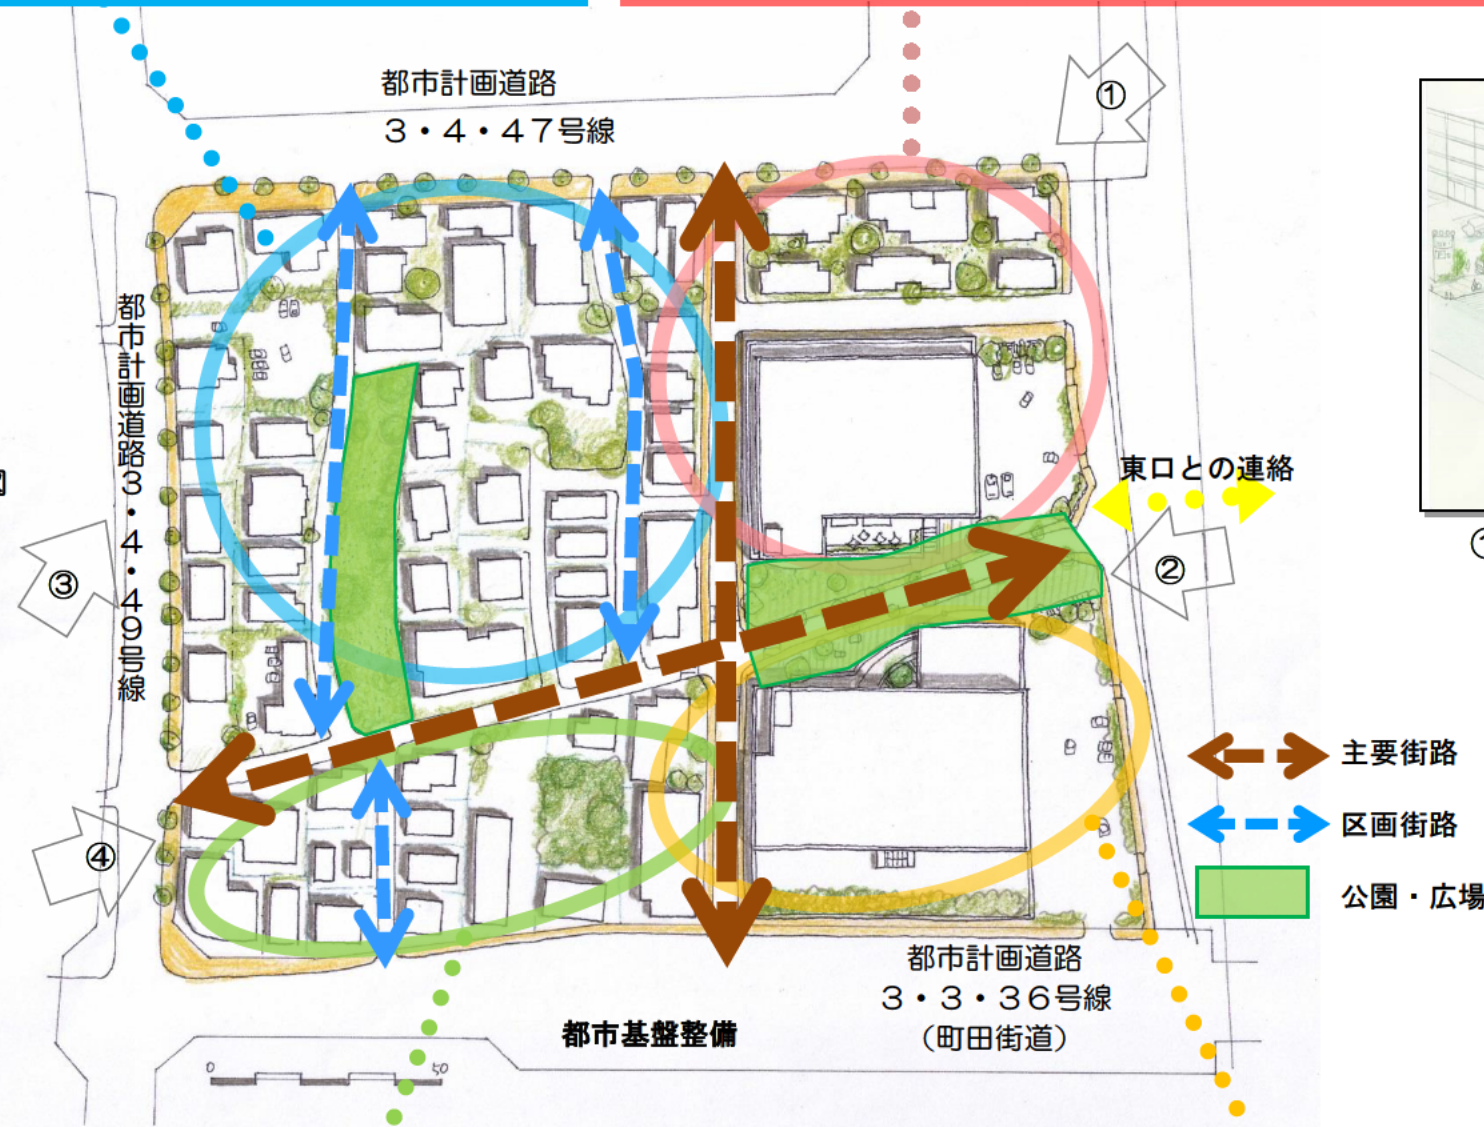 都市計画道路
3・4・47号線
①
都市計画道路3・4・49号線
東口との連絡
②
③
主要街路
区画街路
④
公園・広場
都市計画道路
3・3・36号線
（町田街道）
都市基盤整備
0
50